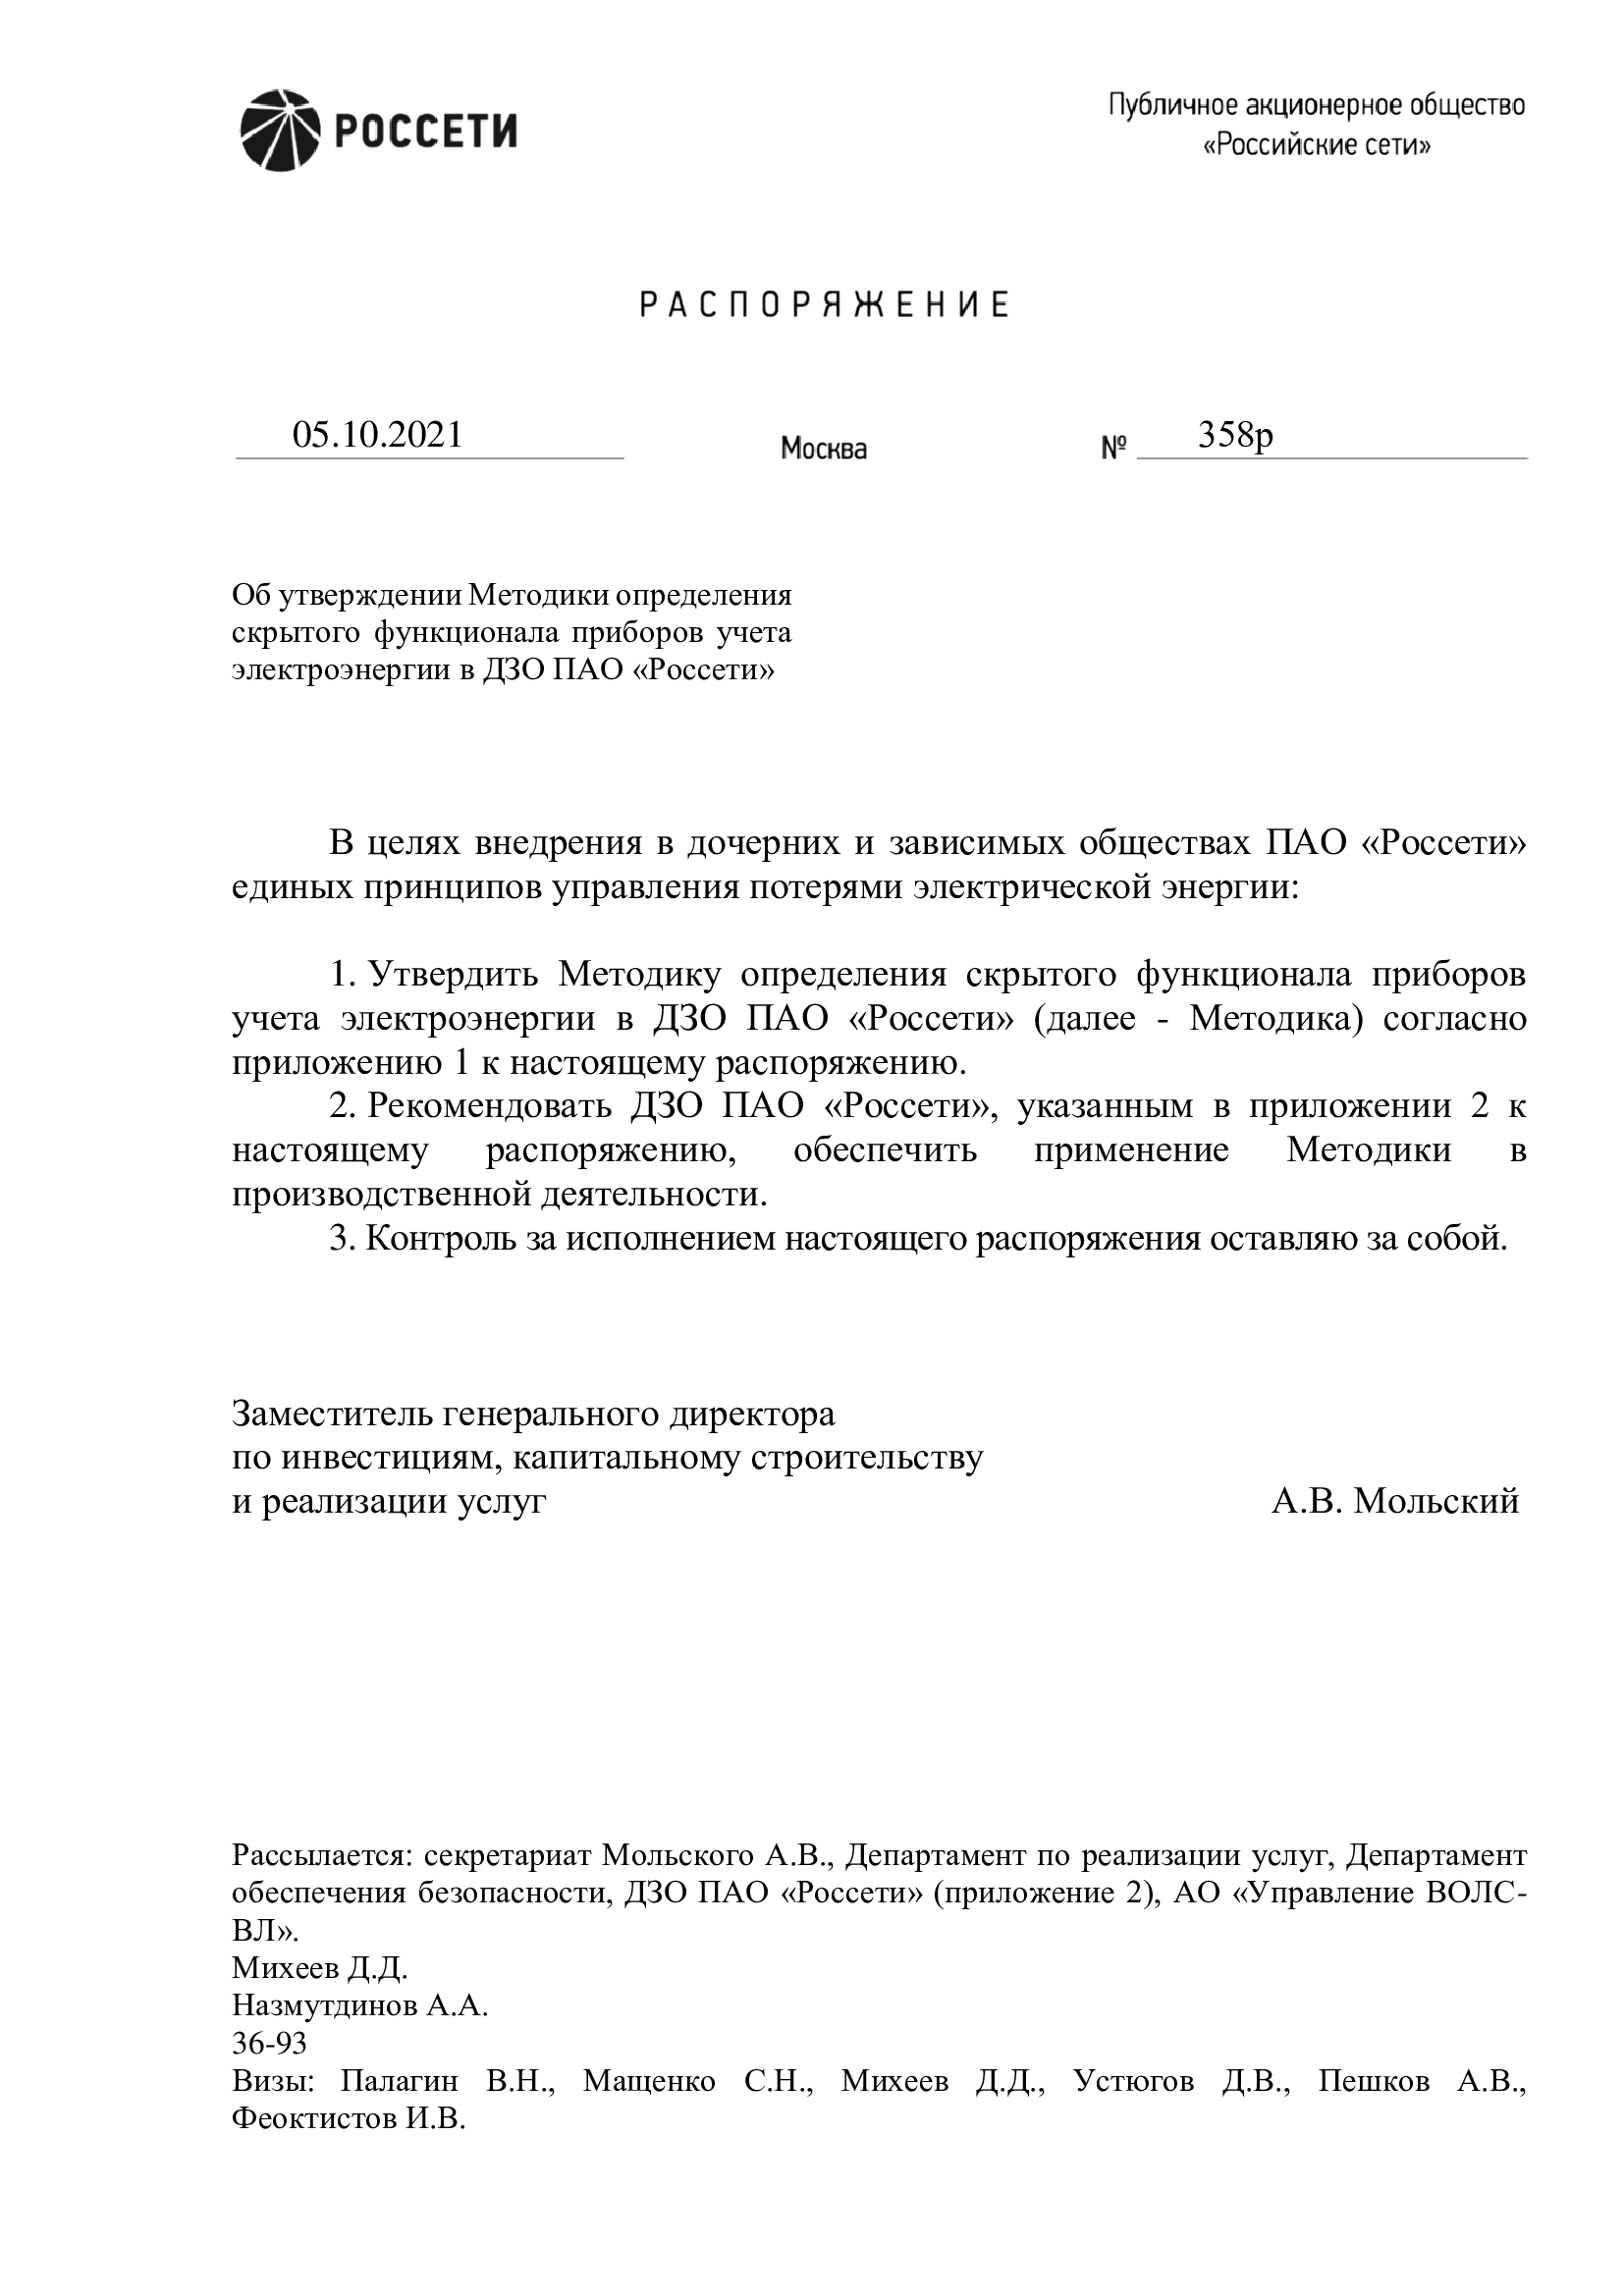 РОССЕТИ
Публичное акционерное общество
«Российские сети»
РАСПОРЯЖЕНИЕ
05.10.2021 Москва № 358р
Об утверждении Методики определения
скрытого функционала приборов учета
электроэнергии в ДЗО ПАО «Россети»
В целях внедрения в дочерних и зависимых обществах ПАО «Россети»
единых принципов управления потерями электрической энергии:
1. Утвердить Методику определения скрытого функционала приборов
учета электроэнергии в ДЗО ПАО «Россети» (далее - Методика) согласно
приложению 1 к настоящему распоряжению.
2. Рекомендовать ДЗО ПАО «Россети», указанным в приложении 2 к
настоящему распоряжению, обеспечить применение Методики в
производственной деятельности.
3. Контроль за исполнением настоящего распоряжения оставляю за собой.
Заместитель генерального директора
по инвестициям, капитальному строительству
и реализации услуг А.В. Мольский
Рассылается: секретариат Мольского А.В., Департамент по реализации услуг, Департамент
обеспечения безопасности, ДЗО ПАО «Россети» (приложение 2), АО «Управление ВОЛС-
ВЛ».
Михеев Д.Д.
Назмутдинов А.А.
36-93
Визы: Палагин В.Н., Мащенко С.Н., Михеев Д.Д., Устюгов Д.В., Пешков А.В.,
Феоктистов И.В.